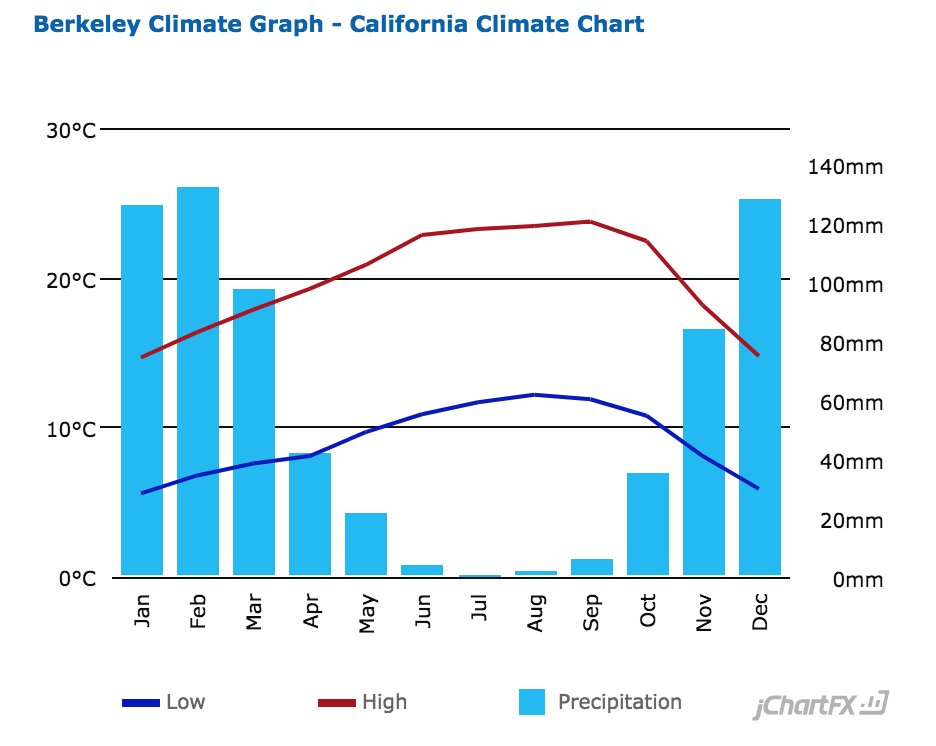 Berkeley Climate Graph - California Climate Chart
30°C
20°C
10°C
0°C
140mm
120mm
100mm
80mm
60mm
40mm
20mm
0mm
Jan
Feb
Mar
Apr
May
Jun
Jul
Aug
Sep
Oct
Nov
Dec
Low
High
Precipitation
jChartFX